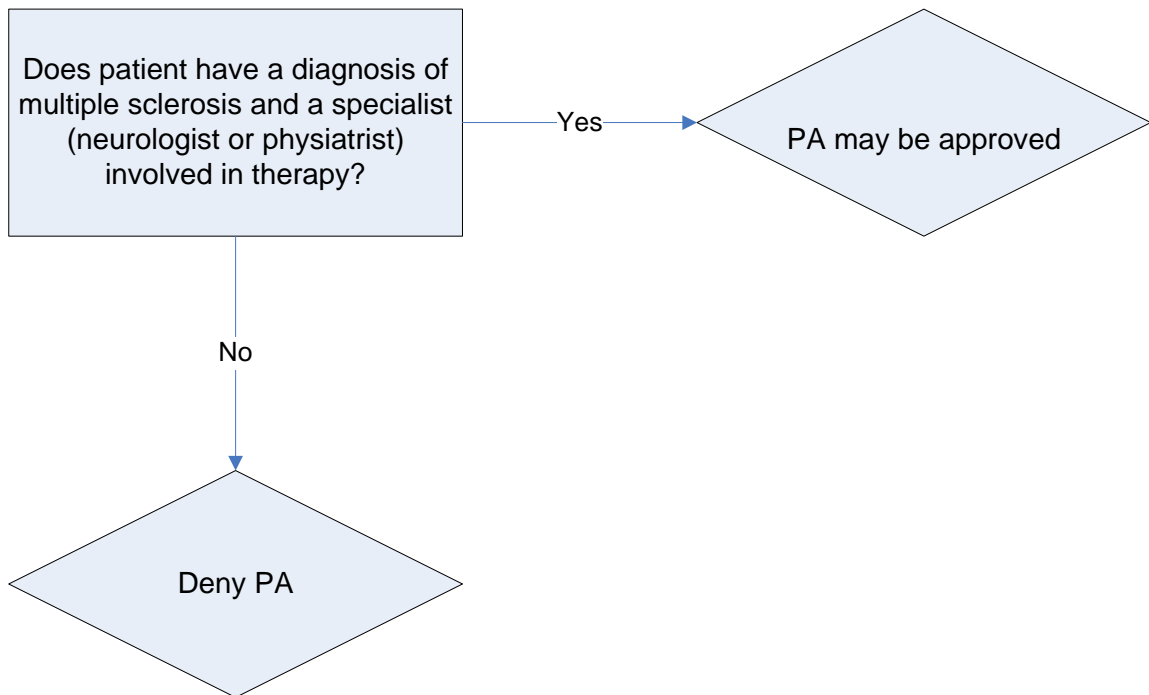 Does patient have a diagnosis of
multiple sclerosis and a specialist
(neurologist or physiatrist)
involved in therapy?
Yes
PA may be approved
No
Deny PA